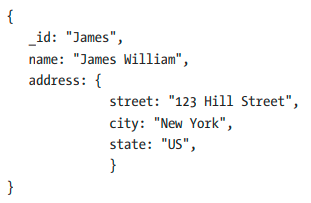 {
_id: "James",
name: "James William",
address: {
street: "123 Hill Street",
city: "New York",
state: "US",
}
}